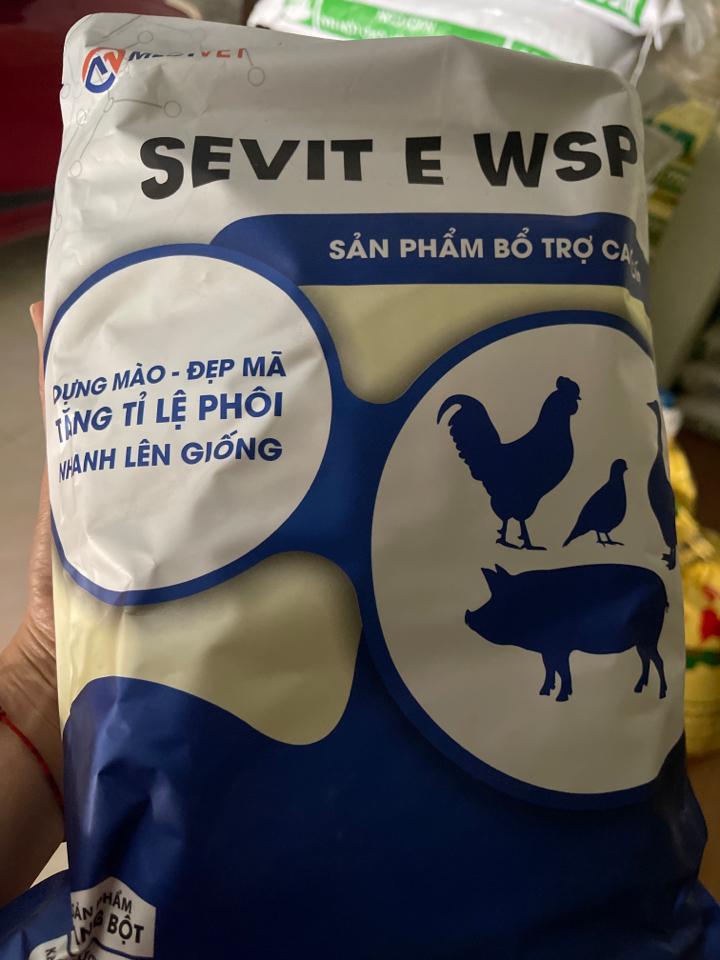 MEDIVET
SEVIT E WSP
SẢN PHẨM BỔ TRỢ CA
DỰNG MÀO - ĐẸP MÃ
TĂNG TỈ LỆ PHÔI
NHANH LÊN GIỐNG
SẢN PHẨM
BỘT